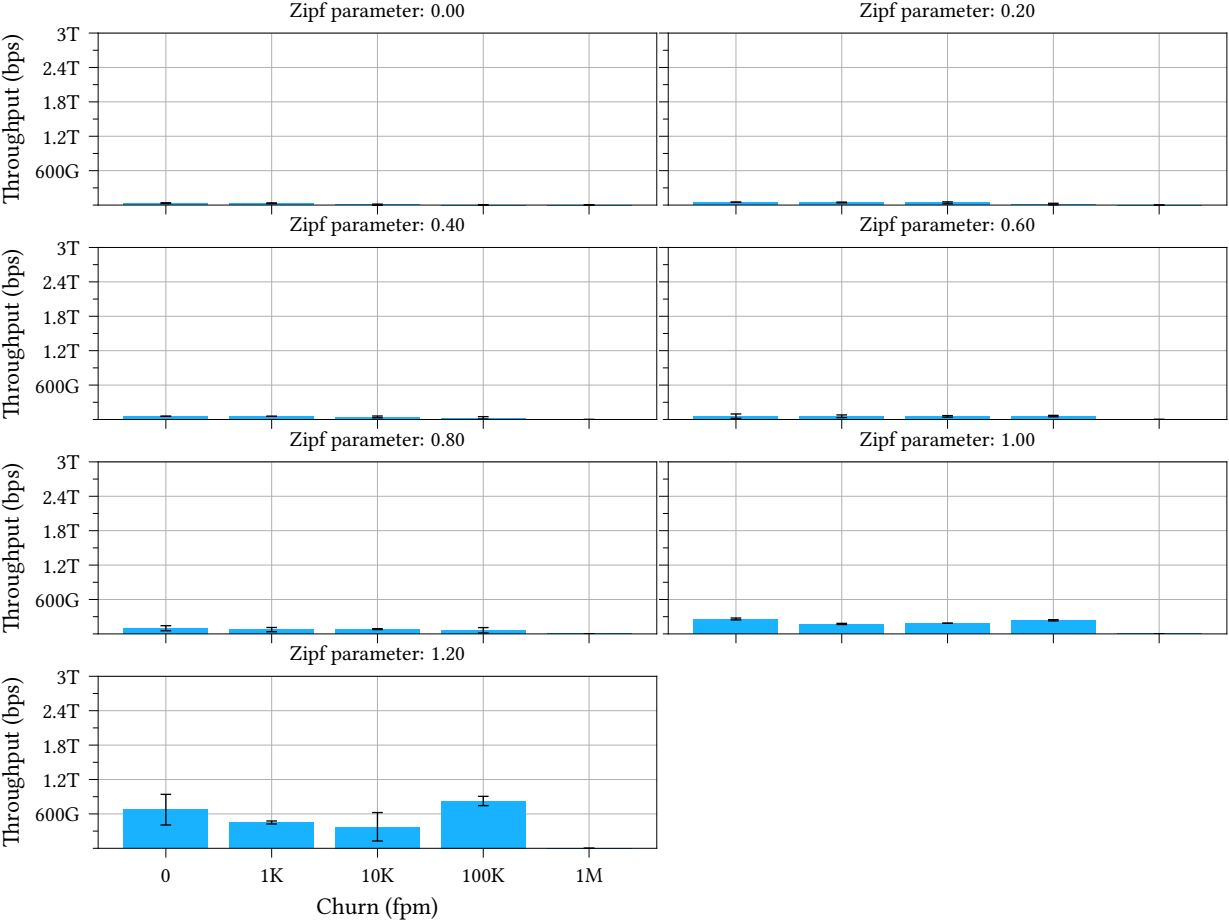 Zipf parameter: 0.00
Zipf parameter: 0.20
Throughput (bps)
3T
2.4T
1.8T
1.2T
600G
Zipf parameter: 0.40
Zipf parameter: 0.60
Throughput (bps)
3T
2.4T
1.8T
1.2T
600G
Zipf parameter: 0.80
Zipf parameter: 1.00
Throughput (bps)
3T
2.4T
1.8T
1.2T
600G
Zipf parameter: 1.20
Throughput (bps)
3T
2.4T
1.8T
1.2T
600G
0 1K 10K 100K 1M
Churn (fpm)